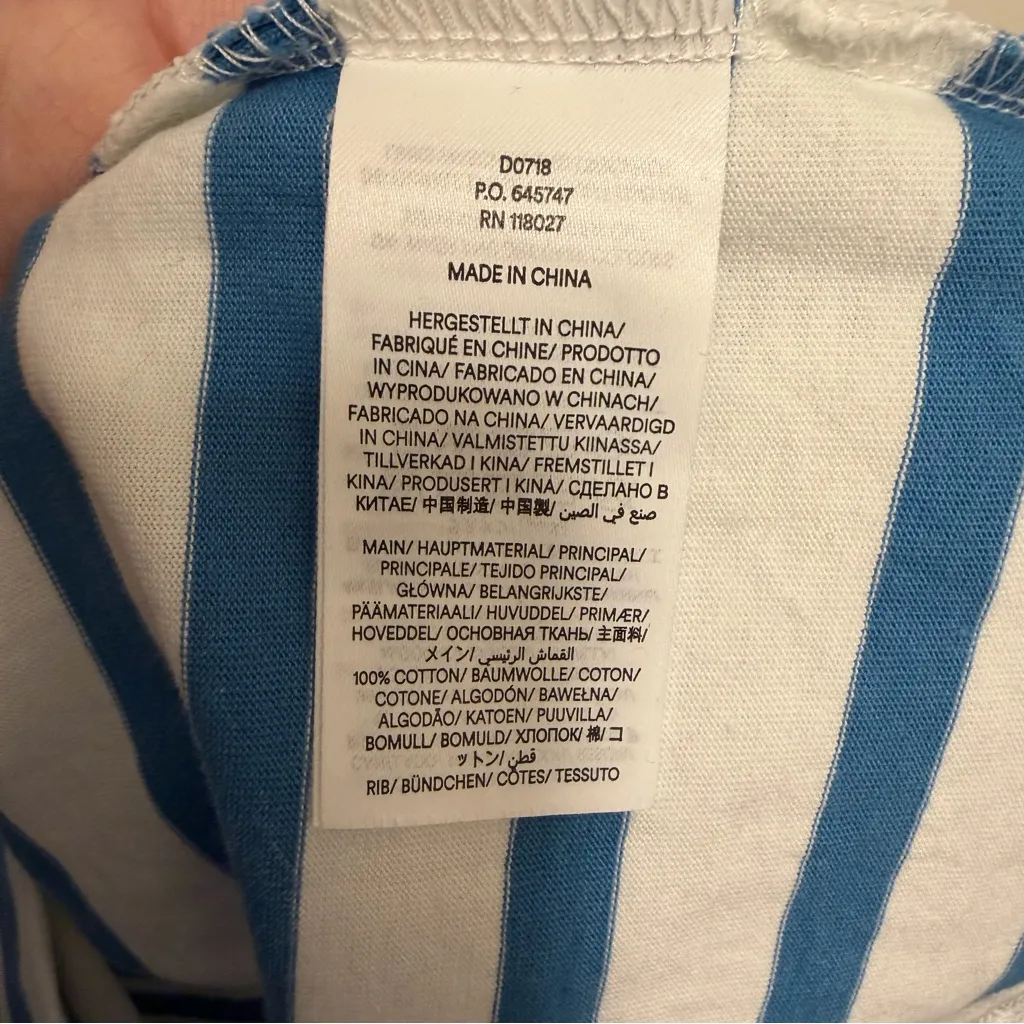 D0718
P.O. 645747
RN 118027
MADE IN CHINA
HERGESTELLT IN CHINA/
FABRIQUÉ EN CHINE/ PRODOTTO
IN CINA/ FABRICADO EN CHINA/
WYPRODUKOWANO W CHINACH/
FABRICADO NA CHINA/ VERVAARDIGD
IN CHINA/ VALMISTETTU KIINASSA/
TILLVERKAD I KINA/ FREMSTILLET I
KINA/ PRODUSERT I KINA/ СДЕЛАНО В
КИТАЕ/ 中国制造/ 中国製/ صنع في الصين
MAIN/ HAUPTMATERIAL/ PRINCIPAL/
PRINCIPALE/ TEJIDO PRINCIPAL/
GŁÓWNA/ BELANGRIJKSTE/
PÄÄMATERIAALI/ HUVUDDEL/ PRIMÆR/
HOVEDDEL/ ОСНОВНАЯ ТКАНЬ/ 主面料/
メイン/ القماش الرئيسي
100% COTTON/ BAUMWOLLE/ COTON/
COTONE/ ALGODÓN/ BAWEŁNA/
ALGODÃO/ KATOEN/ PUUVILLA/
BOMULL/ BOMULD/ ХЛОПОК/ 棉/ コ
ットン/ قطن
RIB/ BÜNDCHEN/ CÔTES/ TESSUTO